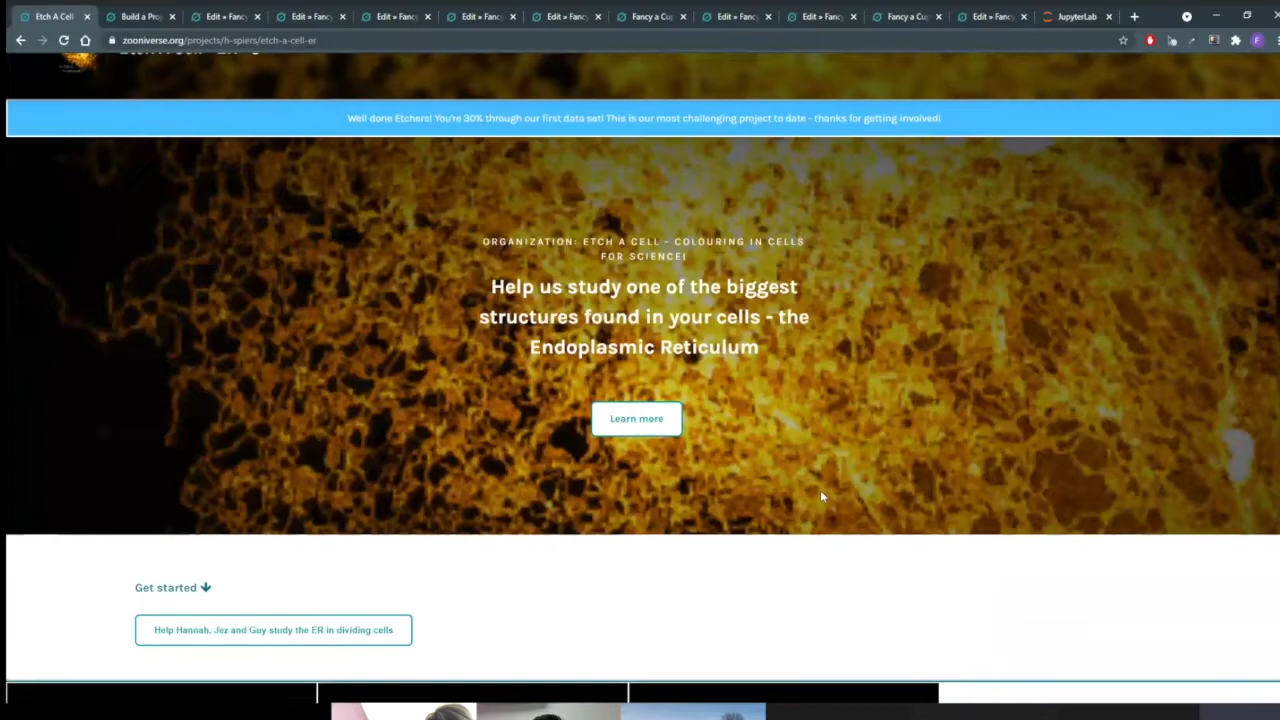 Etch A Cell
Build a Proj
Edit » Fancy
Edit » Fancy
Edit » Fancy
Edit » Fancy
Edit » Fancy
Fancy a Cup
Edit » Fancy
Edit » Fancy
Fancy a Cup
Edit » Fancy
JupyterLab
zooniverse.org/projects/h-spiers/etch-a-cell-er
F
Well done Etchers! You're 30% through our first data set! This is our most challenging project to date - thanks for getting involved!
ORGANIZATION: ETCH A CELL - COLOURING IN CELLS
FOR SCIENCE!
Help us study one of the biggest
structures found in your cells - the
Endoplasmic Reticulum
Learn more
Get started
Help Hannah, Jez and Guy study the ER in dividing cells